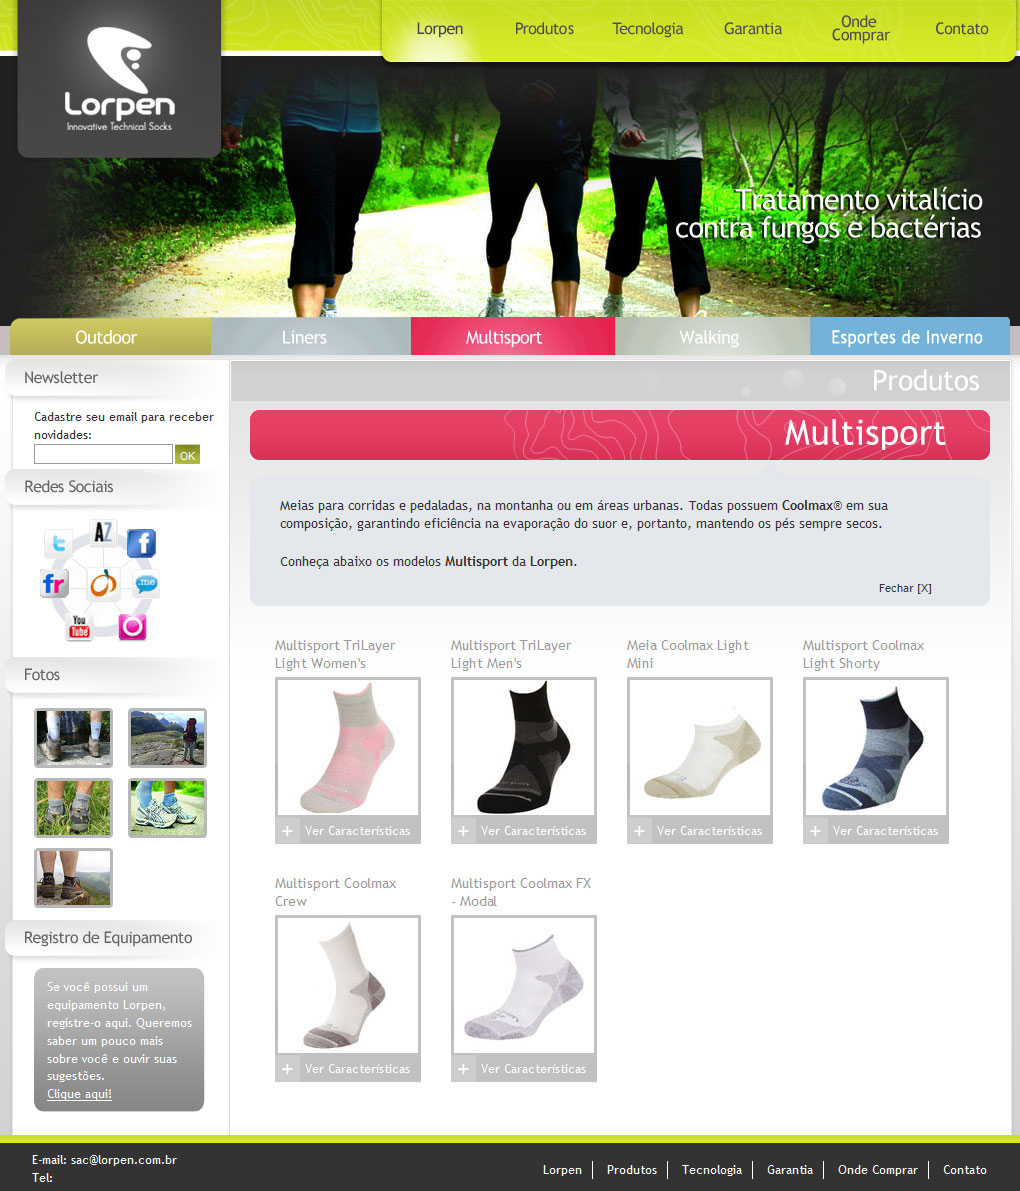 Lorpen
Innovative Technical Socks
Lorpen
Produtos
Tecnologia
Garantia
Onde
Comprar
Contato
Tratamento vitalício
contra fungos e bactérias
Outdoor
Liners
Multisport
Walking
Esportes de Inverno
Newsletter
Cadastre seu email para receber
novidades:
OK
Redes Sociais
AZ
t
f
fr
.me
You
Tube
Fotos
Registro de Equipamento
Se você possui um
equipamento Lorpen,
registre-o aqui. Queremos
saber um pouco mais
sobre você e ouvir suas
sugestões.
Clique aqui!
Produtos
Multisport
Meias para corridas e pedaladas, na montanha ou em áreas urbanas. Todas possuem Coolmax® em sua
composição, garantindo eficiência na evaporação do suor e, portanto, mantendo os pés sempre secos.
Conheça abaixo os modelos Multisport da Lorpen.
Fechar [X]
Multisport TriLayer
Light Women's
+ Ver Características
Multisport TriLayer
Light Men's
+ Ver Características
Meia Coolmax Light
Mini
+ Ver Características
Multisport Coolmax
Light Shorty
+ Ver Características
Multisport Coolmax
Crew
+ Ver Características
Multisport Coolmax FX
- Modal
+ Ver Características
E-mail: sac@lorpen.com.br
Tel:
Lorpen | Produtos | Tecnologia | Garantia | Onde Comprar | Contato